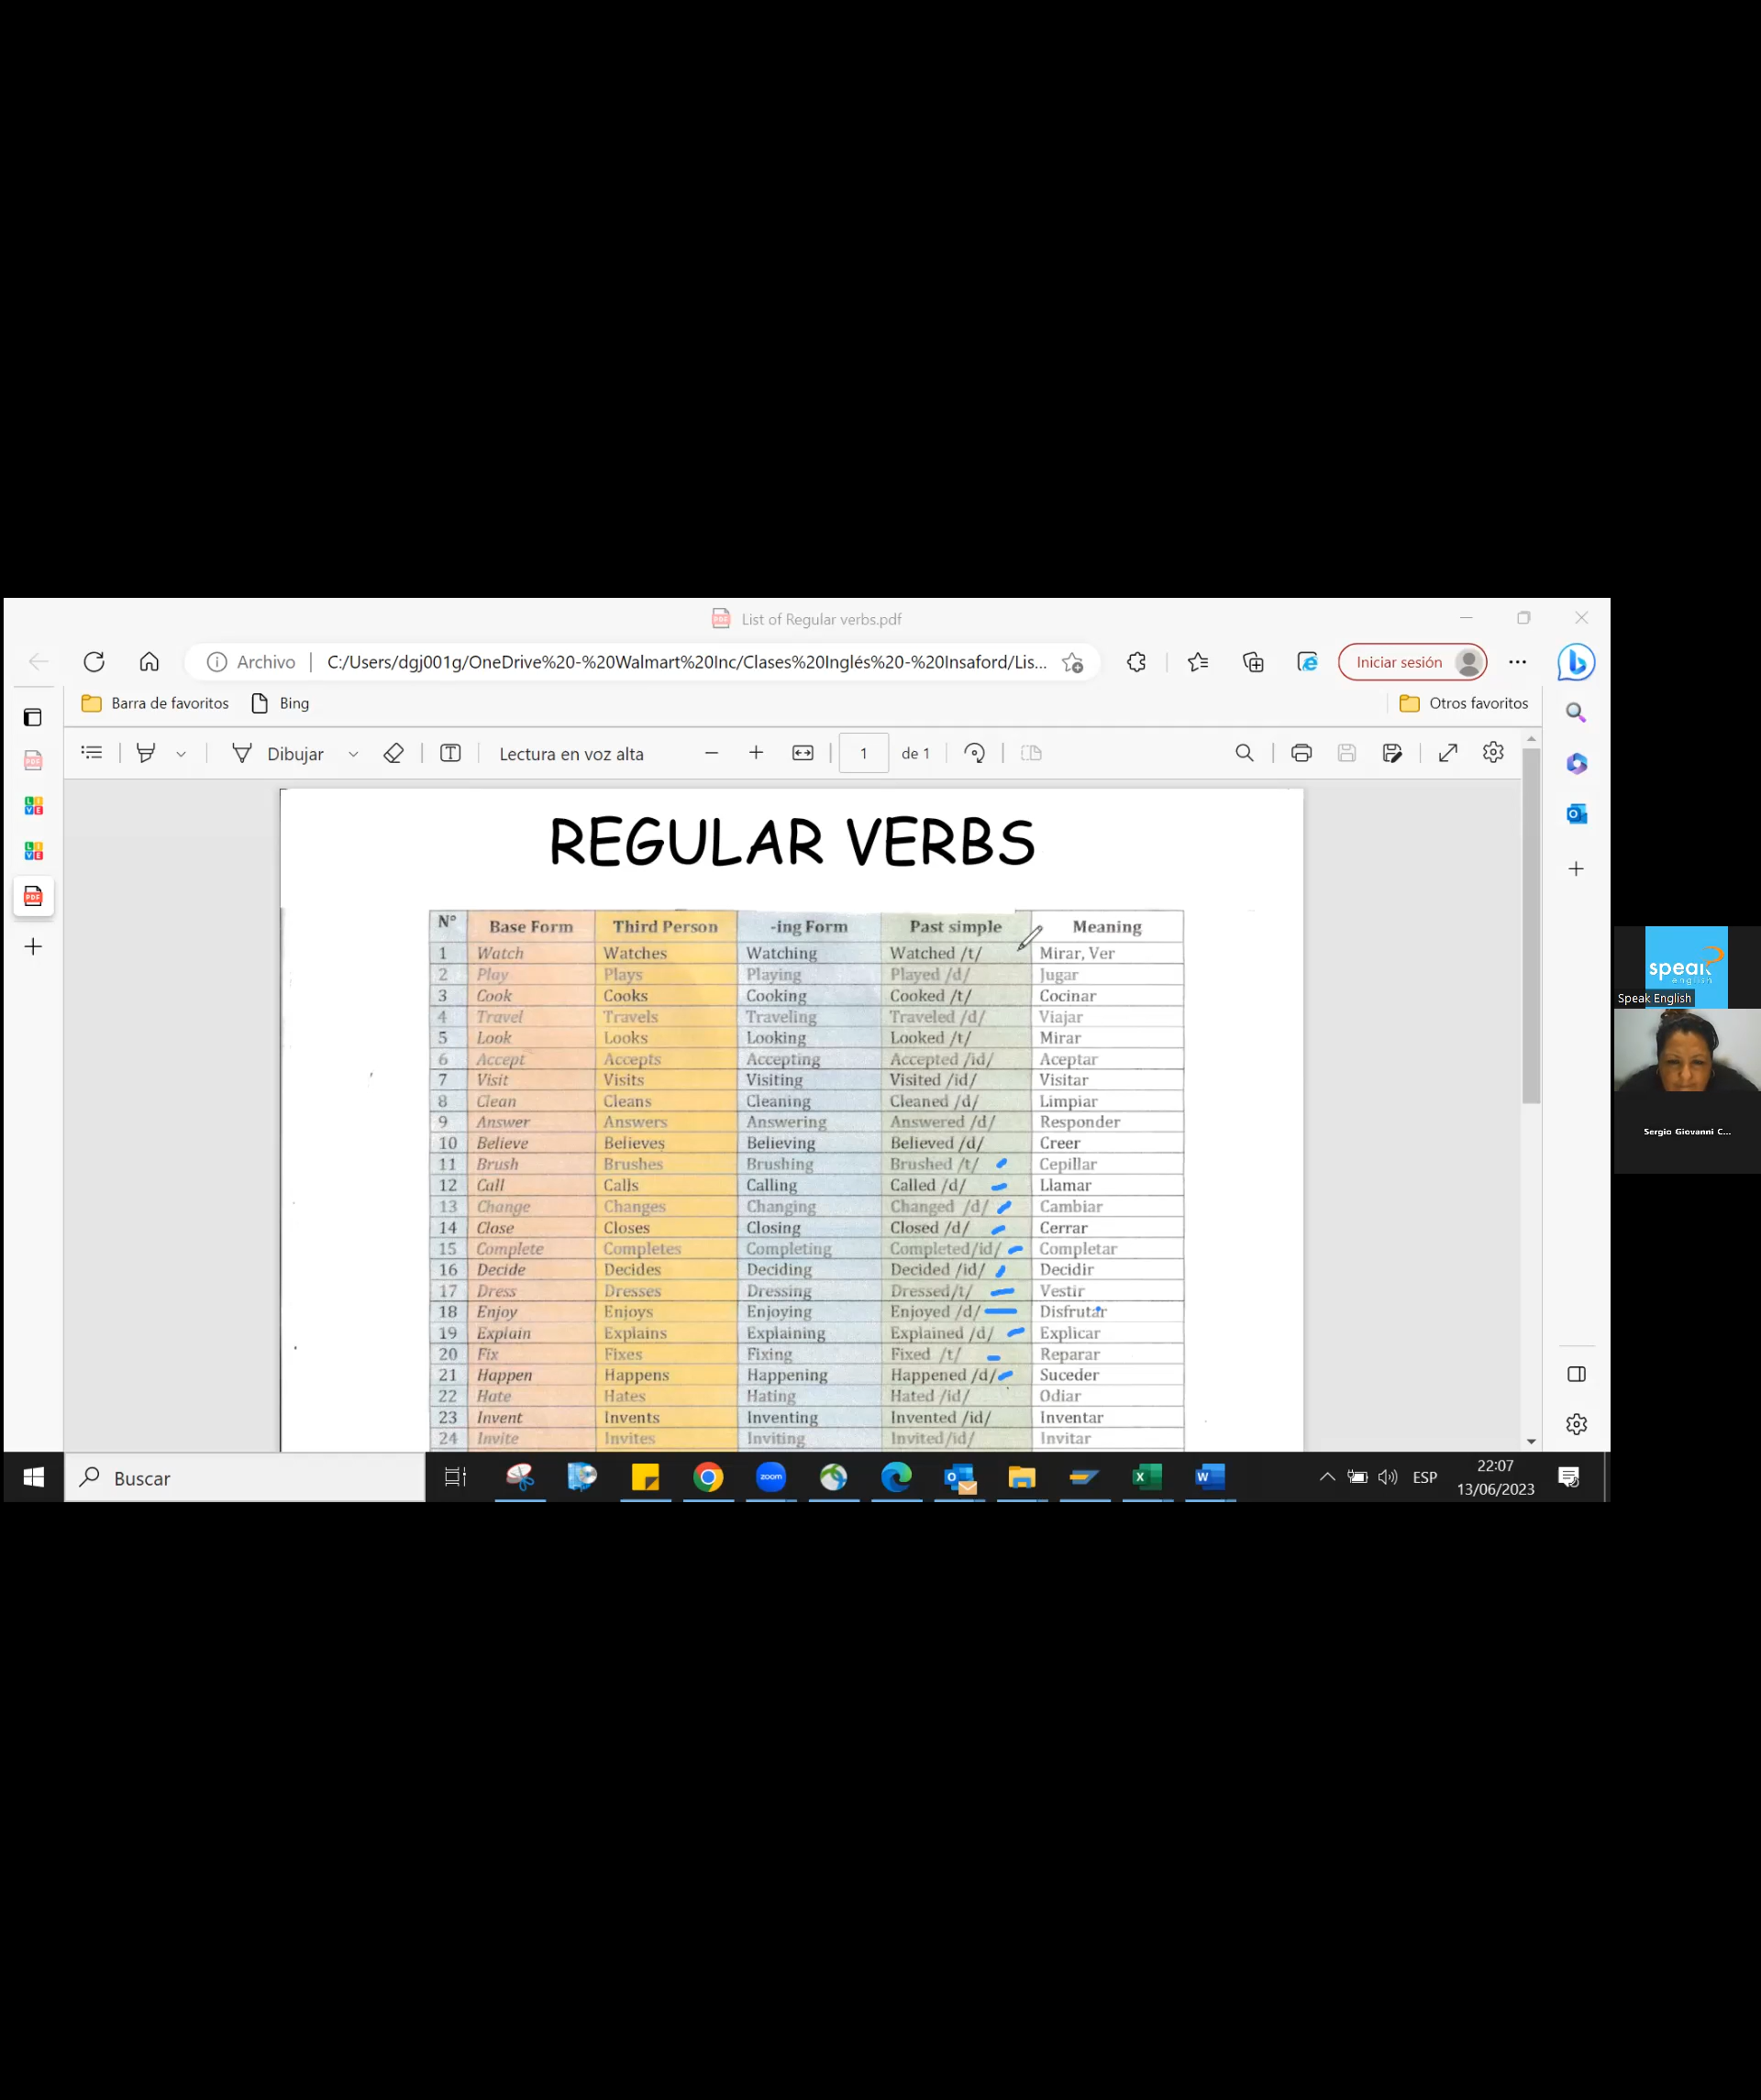 List of Regular verbs.pdf
Archivo | C:/Users/dgj001g/OneDrive%20-%20Walmart%20Inc/Clases%20Inglés%20-%20Insaford/Lis...
Iniciar sesión
Barra de favoritos Bing Otros favoritos
Dibujar Lectura en voz alta 1 de 1
REGULAR VERBS
N° Base Form Third Person -ing Form Past simple Meaning
1 Watch Watches Watching Watched /t/ Mirar, Ver
2 Play Plays Playing Played /d/ Jugar
3 Cook Cooks Cooking Cooked /t/ Cocinar
4 Travel Travels Traveling Traveled /d/ Viajar
5 Look Looks Looking Looked /t/ Mirar
6 Accept Accepts Accepting Accepted /id/ Aceptar
7 Visit Visits Visiting Visited /id/ Visitar
8 Clean Cleans Cleaning Cleaned /d/ Limpiar
9 Answer Answers Answering Answered /d/ Responder
10 Believe Believes Believing Believed /d/ Creer
11 Brush Brushes Brushing Brushed /t/ Cepillar
12 Call Calls Calling Called /d/ Llamar
13 Change Changes Changing Changed /d/ Cambiar
14 Close Closes Closing Closed /d/ Cerrar
15 Complete Completes Completing Completed/id/ Completar
16 Decide Decides Deciding Decided /id/ Decidir
17 Dress Dresses Dressing Dressed/t/ Vestir
18 Enjoy Enjoys Enjoying Enjoyed /d/ Disfrutar
19 Explain Explains Explaining Explained /d/ Explicar
20 Fix Fixes Fixing Fixed /t/ Reparar
21 Happen Happens Happening Happened /d/ Suceder
22 Hate Hates Hating Hated /id/ Odiar
23 Invent Invents Inventing Invented /id/ Inventar
24 Invite Invites Inviting Invited/id/ Invitar
speak
english
Speak English
Sergio Giovanni C...
Buscar
zoom
ESP
22:07
13/06/2023